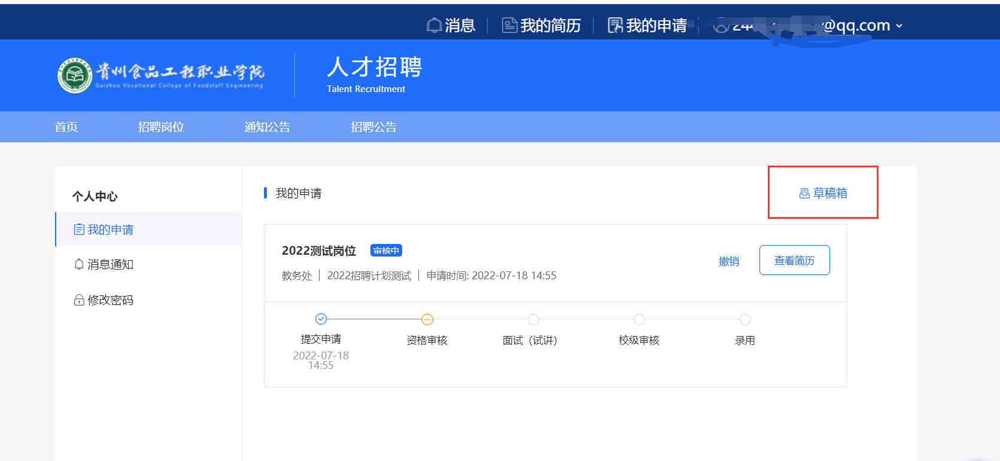 消息
我的简历
我的申请
@qq.com
贵州食品工程职业学院
Guizhou Vocational College of Foodstuff Engineering
人才招聘
Talent Recruitment
首页
招聘岗位
通知公告
招聘公告
个人中心
我的申请
消息通知
修改密码
我的申请
草稿箱
2022测试岗位 审核中
教务处 2022招聘计划测试 申请时间: 2022-07-18 14:55
撤销
查看简历
提交申请
2022-07-18
14:55
资格审核
面试（试讲）
校级审核
录用